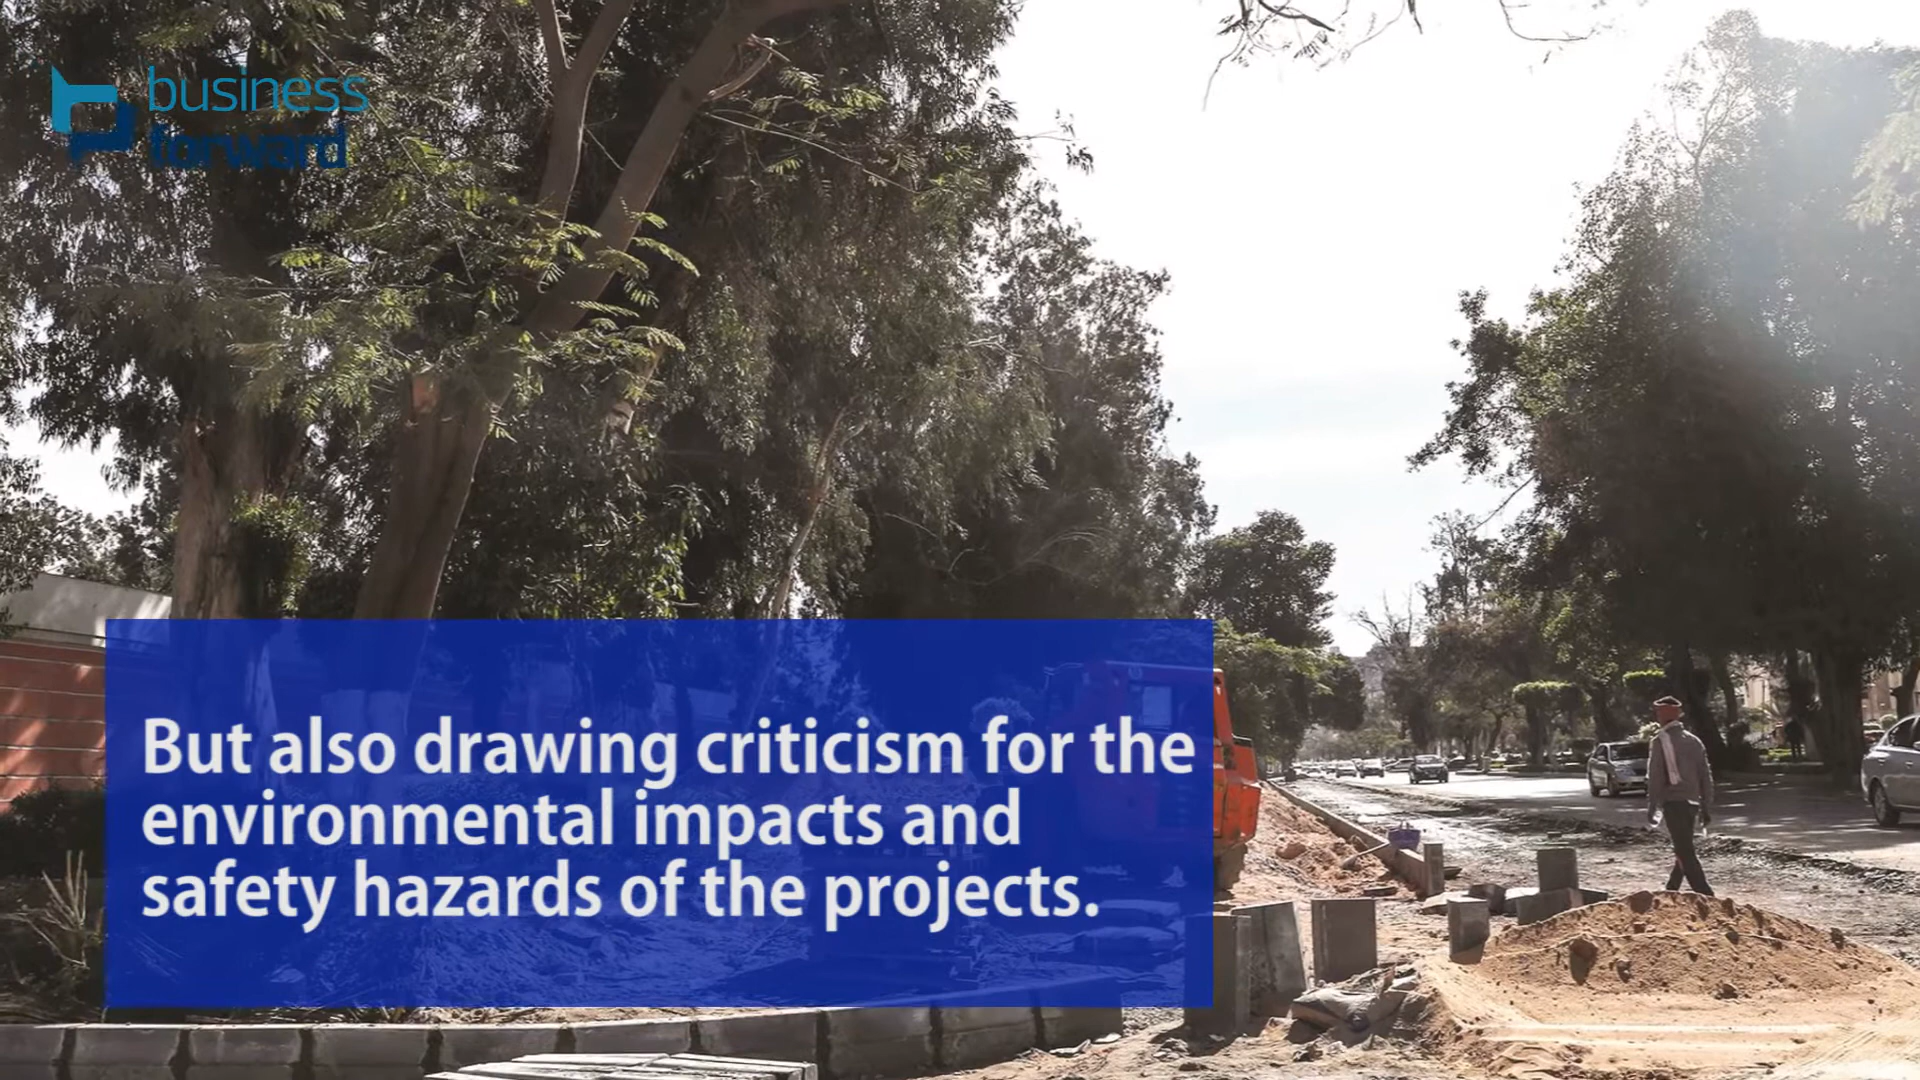 business
forward
But also drawing criticism for the
environmental impacts and
safety hazards of the projects.